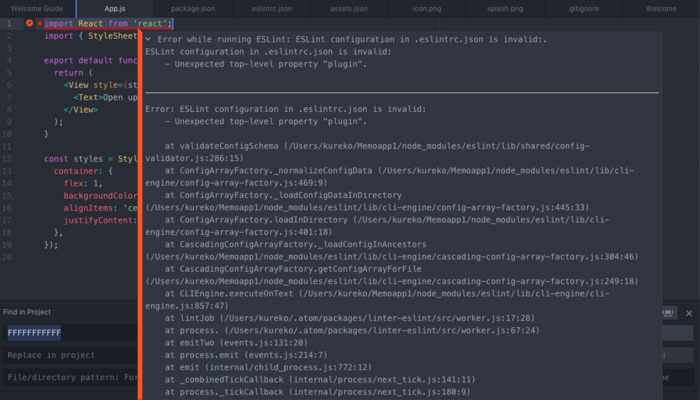 Welcome Guide App.js package.json .eslintrc.json assets.json icon.png splash.png .gitignore Welcome
1 import React from 'react';
2 import { StyleSheet
3
4 export default func
5 return (
6 <View style={st
7 <Text>Open up
8 </View>
9 );
10 }
11
12 const styles = Styl
13 container: {
14 flex: 1,
15 backgroundColor
16 alignItems: 'ce
17 justifyContent:
18 },
19 });
20
Error while running ESLint: ESLint configuration in .eslintrc.json is invalid:.
ESLint configuration in .eslintrc.json is invalid:
- Unexpected top-level property "plugin".
Error: ESLint configuration in .eslintrc.json is invalid:
- Unexpected top-level property "plugin".
at validateConfigSchema (/Users/kureko/Memoapp1/node_modules/eslint/lib/shared/config-
validator.js:286:15)
at ConfigArrayFactory._normalizeConfigData (/Users/kureko/Memoapp1/node_modules/eslint/lib/cli-
engine/config-array-factory.js:469:9)
at ConfigArrayFactory._loadConfigDataInDirectory
(/Users/kureko/Memoapp1/node_modules/eslint/lib/cli-engine/config-array-factory.js:445:33)
at ConfigArrayFactory.loadInDirectory (/Users/kureko/Memoapp1/node_modules/eslint/lib/cli-
engine/config-array-factory.js:401:18)
at CascadingConfigArrayFactory._loadConfigInAncestors
(/Users/kureko/Memoapp1/node_modules/eslint/lib/cli-engine/cascading-config-array-factory.js:304:46)
at CascadingConfigArrayFactory.getConfigArrayForFile
(/Users/kureko/Memoapp1/node_modules/eslint/lib/cli-engine/cascading-config-array-factory.js:249:18)
at CLIEngine.executeOnText (/Users/kureko/Memoapp1/node_modules/eslint/lib/cli-engine/cli-
engine.js:857:47)
at lintJob (/Users/kureko/.atom/packages/linter-eslint/src/worker.js:17:28)
at process. (/Users/kureko/.atom/packages/linter-eslint/src/worker.js:67:24)
at emitTwo (events.js:131:20)
at process.emit (events.js:214:7)
at emit (internal/child_process.js:772:12)
at _combinedTickCallback (internal/process/next_tick.js:141:11)
at process._tickCallback (internal/process/next_tick.js:180:9)
Find in Project
FFFFFFFFFFF
Replace in project
File/directory pattern: For